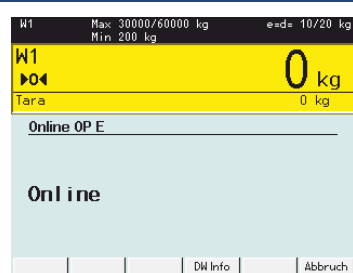 W1 Max 30000/60000 kg e=d= 10/20 kg
Min 200 kg
W1
▶0◀ 0 kg
Tara 0 kg
Online OP E
Online
DW Info Abbruch